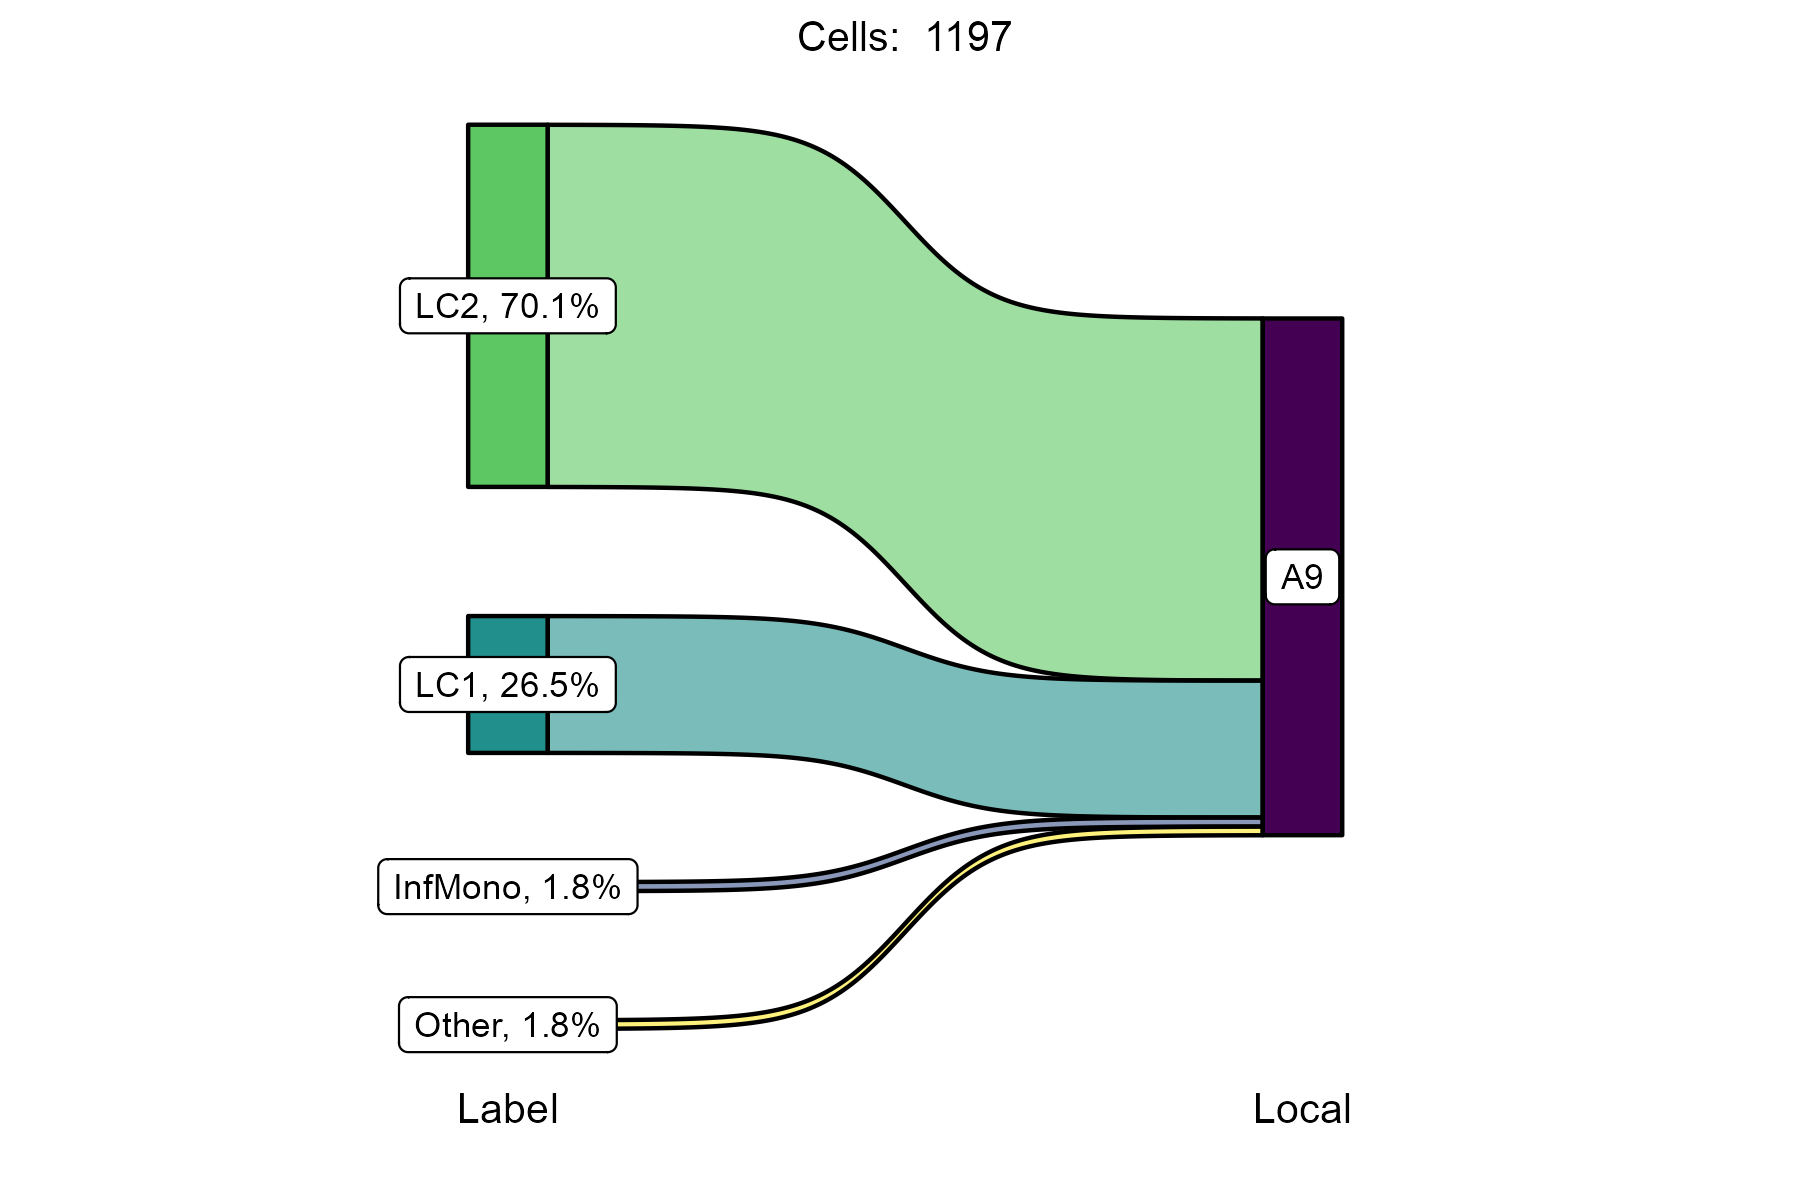 Cells: 1197
LC2, 70.1%
A9
LC1, 26.5%
InfMono, 1.8%
Other, 1.8%
Label
Local